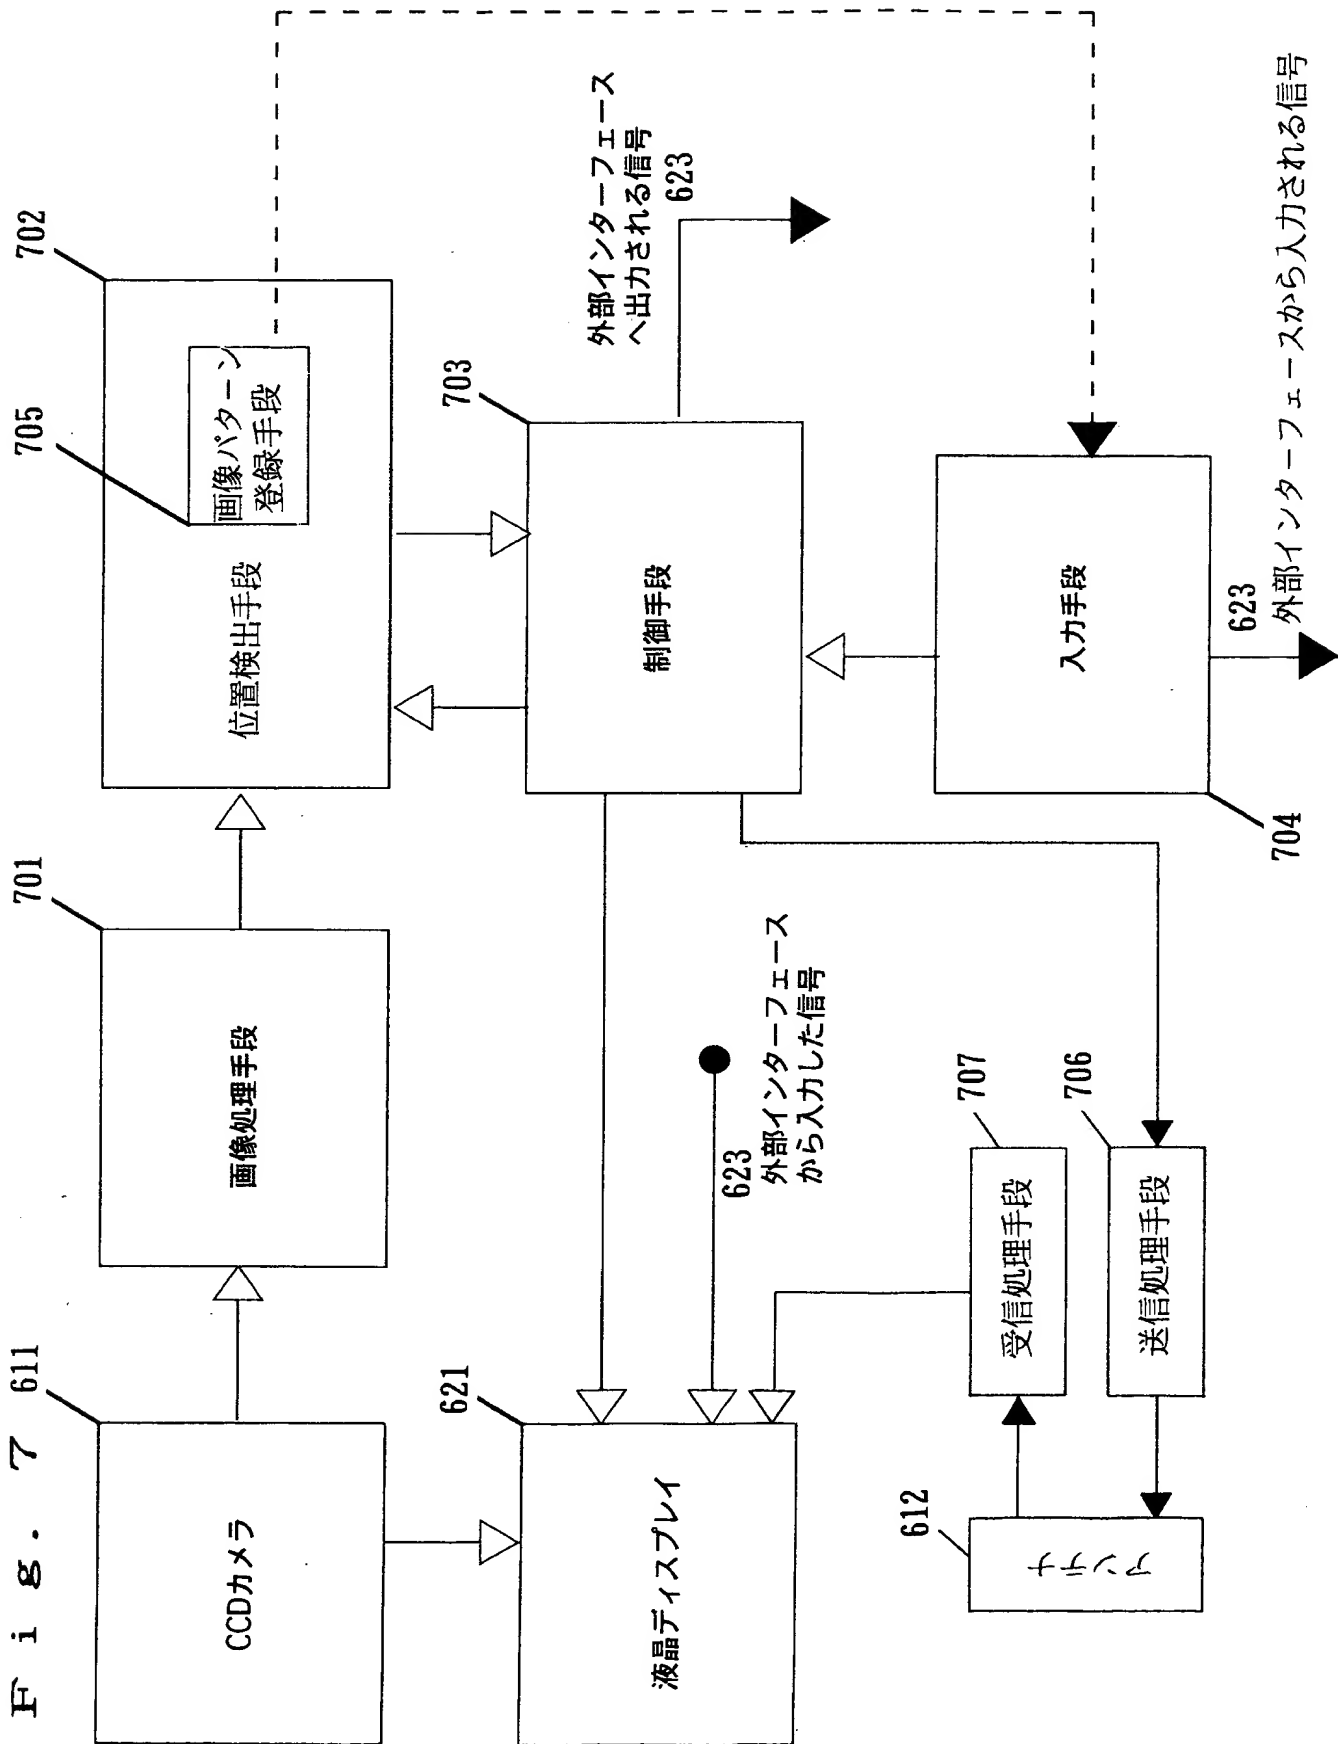 Fig. 7
611
CCDカメラ
701
画像処理手段
702
705
画像パターン
登録手段
位置検出手段
621
液晶ディスプレイ
703
制御手段
外部インターフェース
へ出力される信号
623
623
外部インターフェース
から入力した信号
612
アンテナ
707
受信処理手段
706
送信処理手段
704
入力手段
623
外部インターフェースから入力される信号